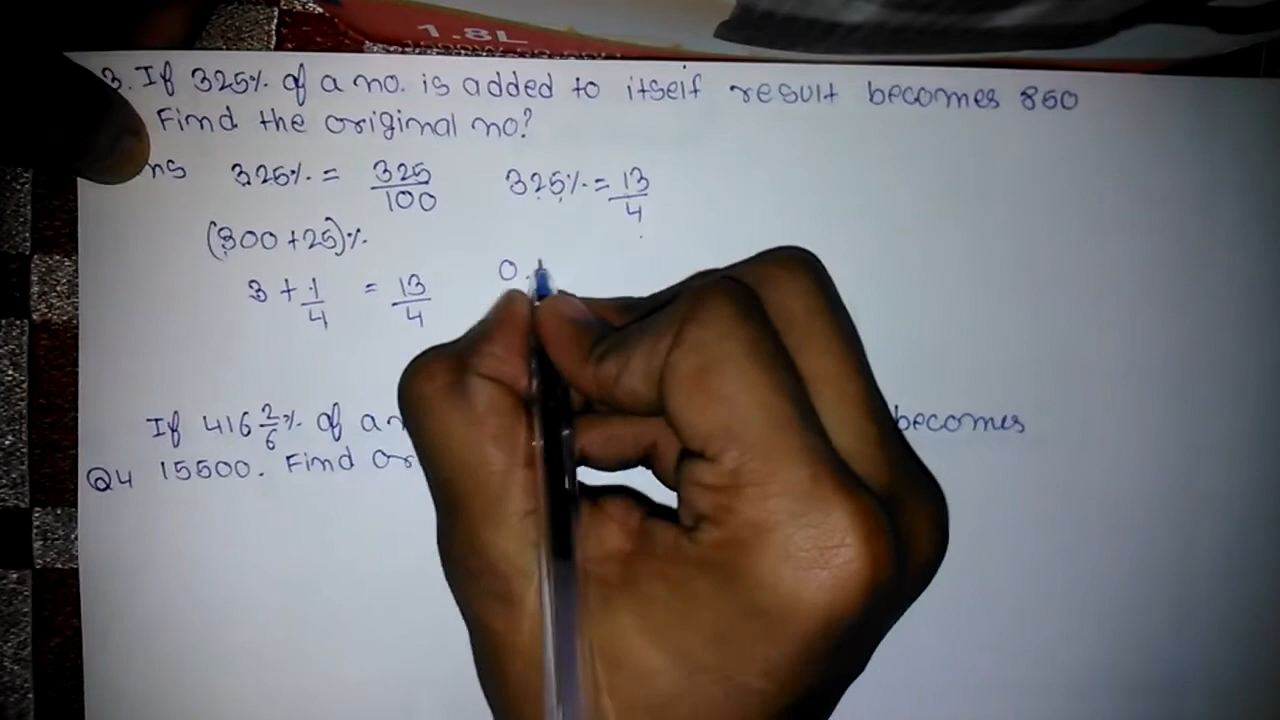 1.8L
3. If 325% of a no. is added to itself result becomes 850
Find the original no?
ns 325% = 325/100 325% = 13/4
(300+25)%
3 + 1/4 = 13/4 0.
If 416 2/6% of a becomes
Q4 15500. Find Or